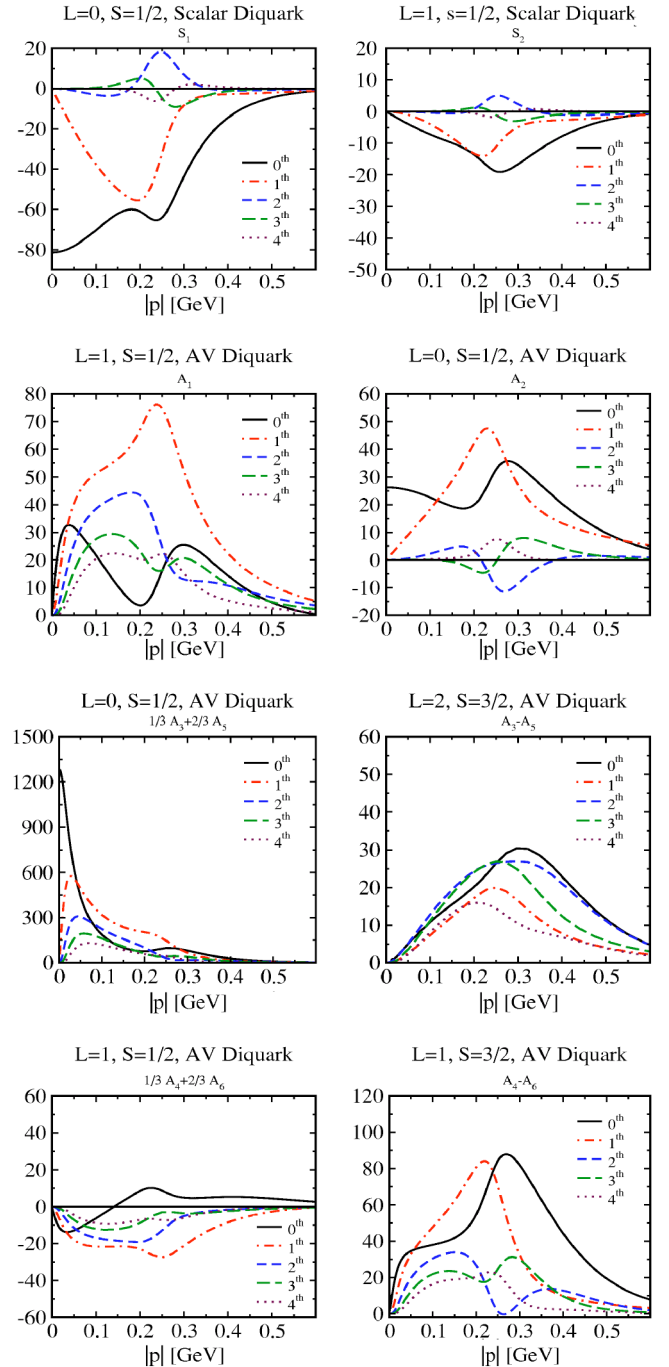 L=0, S=1/2, Scalar Diquark
S1
20
0
-20
-40
-60
-80
0th
1th
2th
3th
4th
0 0.1 0.2 0.3 0.4 0.5
|p| [GeV]
L=1, s=1/2, Scalar Diquark
S2
20
10
0
-10
-20
-30
-40
-50
0th
1th
2th
3th
4th
0 0.1 0.2 0.3 0.4 0.5
|p| [GeV]
L=1, S=1/2, AV Diquark
A1
80
70
60
50
40
30
20
10
0
0th
1th
2th
3th
4th
0 0.1 0.2 0.3 0.4 0.5
|p| [GeV]
L=0, S=1/2, AV Diquark
A2
60
50
40
30
20
10
0
-10
-20
0th
1th
2th
3th
4th
0 0.1 0.2 0.3 0.4 0.5
|p| [GeV]
L=0, S=1/2, AV Diquark
1/3 A3+2/3 A5
1500
1200
900
600
300
0
0th
1th
2th
3th
4th
0 0.1 0.2 0.3 0.4 0.5
|p| [GeV]
L=2, S=3/2, AV Diquark
A3-A5
60
50
40
30
20
10
0
0th
1th
2th
3th
4th
0 0.1 0.2 0.3 0.4 0.5
|p| [GeV]
L=1, S=1/2, AV Diquark
1/3 A4+2/3 A6
60
40
20
0
-20
-40
-60
0th
1th
2th
3th
4th
0 0.1 0.2 0.3 0.4 0.5
|p| [GeV]
L=1, S=3/2, AV Diquark
A4-A6
120
100
80
60
40
20
0
0th
1th
2th
3th
4th
0 0.1 0.2 0.3 0.4 0.5
|p| [GeV]